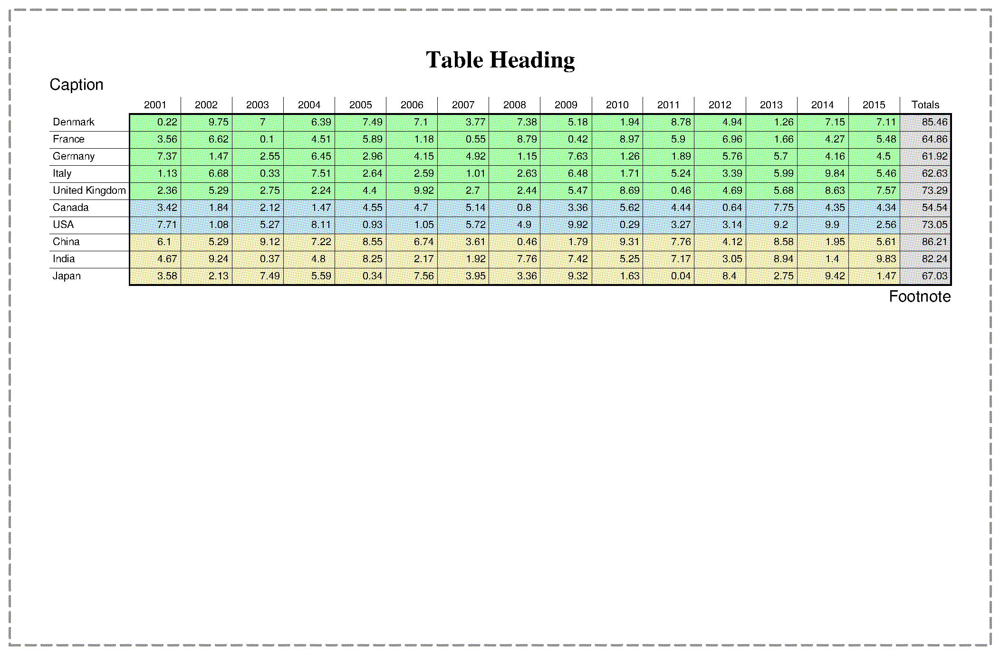 Table Heading
Caption
2001 2002 2003 2004 2005 2006 2007 2008 2009 2010 2011 2012 2013 2014 2015 Totals
Denmark 0.22 9.75 7 6.39 7.49 7.1 3.77 7.38 5.18 1.94 8.78 4.94 1.26 7.15 7.11 85.46
France 3.56 6.62 0.1 4.51 5.89 1.18 0.55 8.79 0.42 8.97 5.9 6.96 1.66 4.27 5.48 64.86
Germany 7.37 1.47 2.55 6.45 2.96 4.15 4.92 1.15 7.63 1.26 1.89 5.76 5.7 4.16 4.5 61.92
Italy 1.13 6.68 0.33 7.51 2.64 2.59 1.01 2.63 6.48 1.71 5.24 3.39 5.99 9.84 5.46 62.63
United Kingdom 2.36 5.29 2.75 2.24 4.4 9.92 2.7 2.44 5.47 8.69 0.46 4.69 5.68 8.63 7.57 73.29
Canada 3.42 1.84 2.12 1.47 4.55 4.7 5.14 0.8 3.36 5.62 4.44 0.64 7.75 4.35 4.34 54.54
USA 7.71 1.08 5.27 8.11 0.93 1.05 5.72 4.9 9.92 0.29 3.27 3.14 9.2 9.9 2.56 73.05
China 6.1 5.29 9.12 7.22 8.55 6.74 3.61 0.46 1.79 9.31 7.76 4.12 8.58 1.95 5.61 86.21
India 4.67 9.24 0.37 4.8 8.25 2.17 1.92 7.76 7.42 5.25 7.17 3.05 8.94 1.4 9.83 82.24
Japan 3.58 2.13 7.49 5.59 0.34 7.56 3.95 3.36 9.32 1.63 0.04 8.4 2.75 9.42 1.47 67.03
Footnote